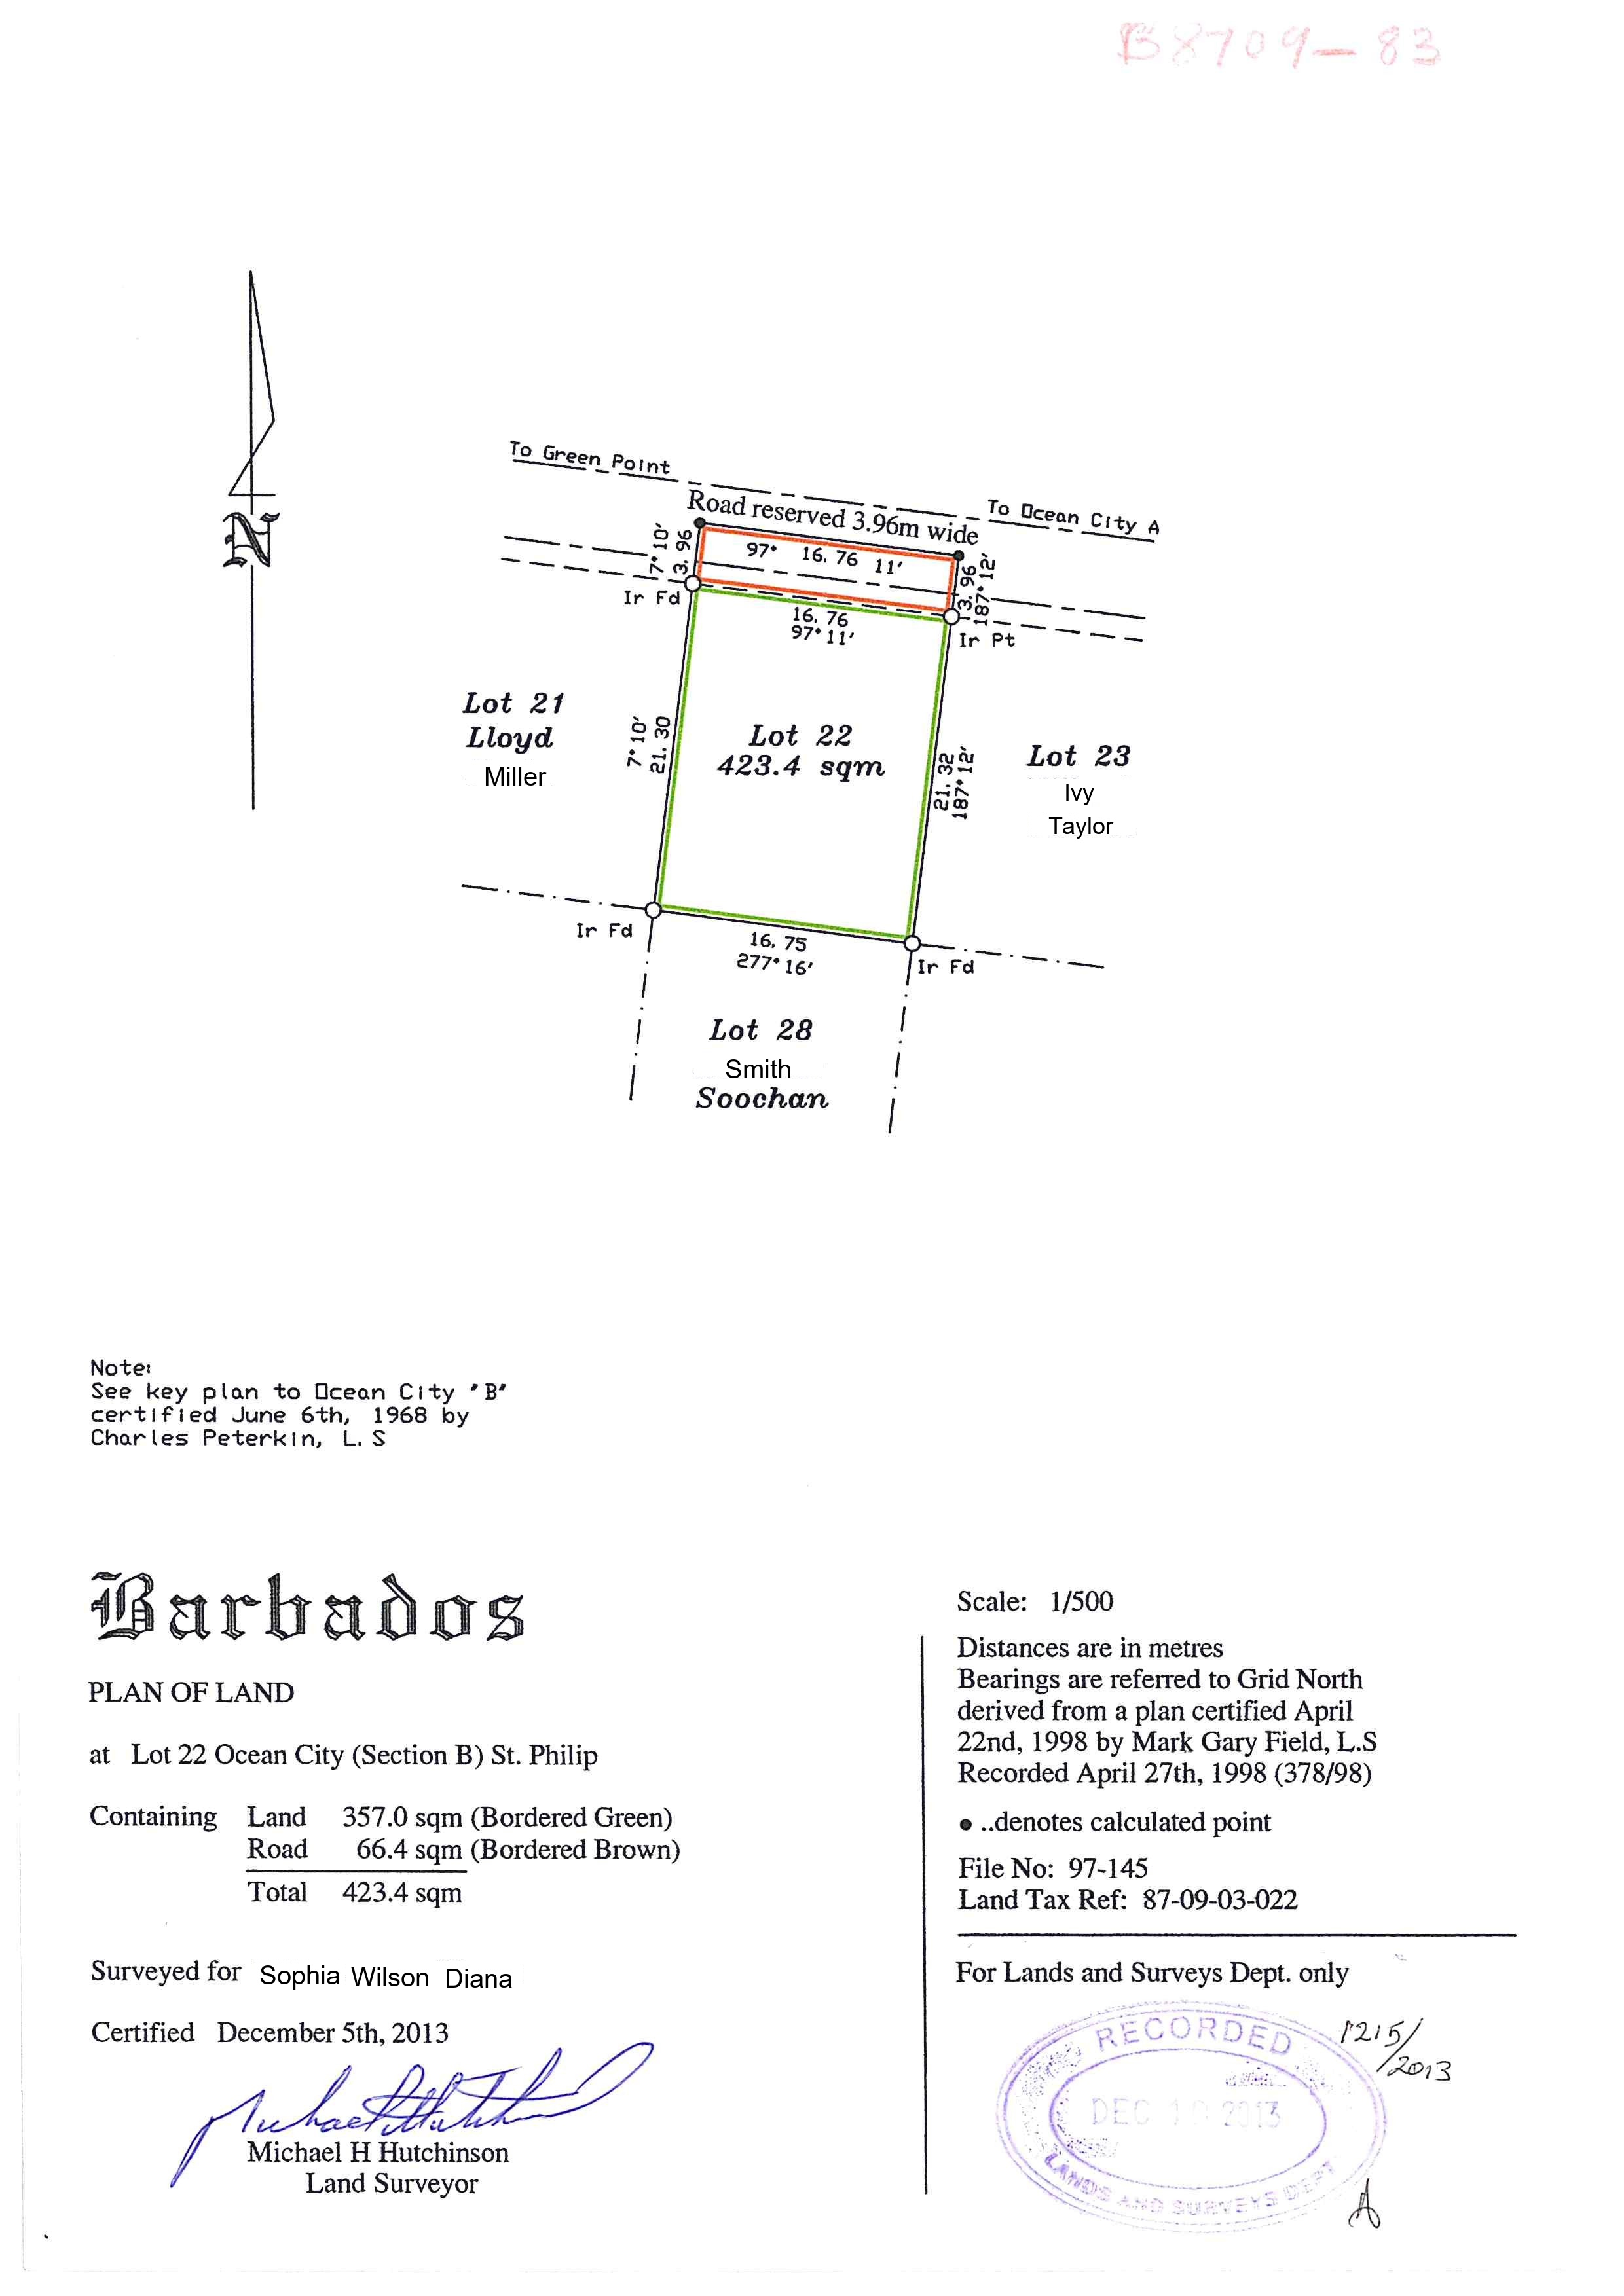 B8709-83
To Green Point
To Ocean City A
Road reserved 3.96m wide
97° 16.76 11'
7° 10'
3.96
3.96
187° 12'
Ir Fd
16.76
97° 11'
Ir Pt
Lot 21
Lloyd
Miller
7° 10'
21.30
Lot 22
423.4 sqm
21.32
187° 12'
Lot 23
Ivy
Taylor
Ir Fd
16.75
277° 16'
Ir Fd
Lot 28
Smith
Soochan
N
Note:
See key plan to Ocean City 'B'
certified June 6th, 1968 by
Charles Peterkin, L.S
Barbados
PLAN OF LAND
at Lot 22 Ocean City (Section B) St. Philip
Containing Land 357.0 sqm (Bordered Green)
Road 66.4 sqm (Bordered Brown)
Total 423.4 sqm
Surveyed for Sophia Wilson Diana
Certified December 5th, 2013
Michael H Hutchinson
Land Surveyor
Scale: 1/500
Distances are in metres
Bearings are referred to Grid North
derived from a plan certified April
22nd, 1998 by Mark Gary Field, L.S
Recorded April 27th, 1998 (378/98)
● ..denotes calculated point
File No: 97-145
Land Tax Ref: 87-09-03-022
For Lands and Surveys Dept. only
RECORDED
DEC 10 2013
LANDS AND SURVEYS DEPT
1215/
2013